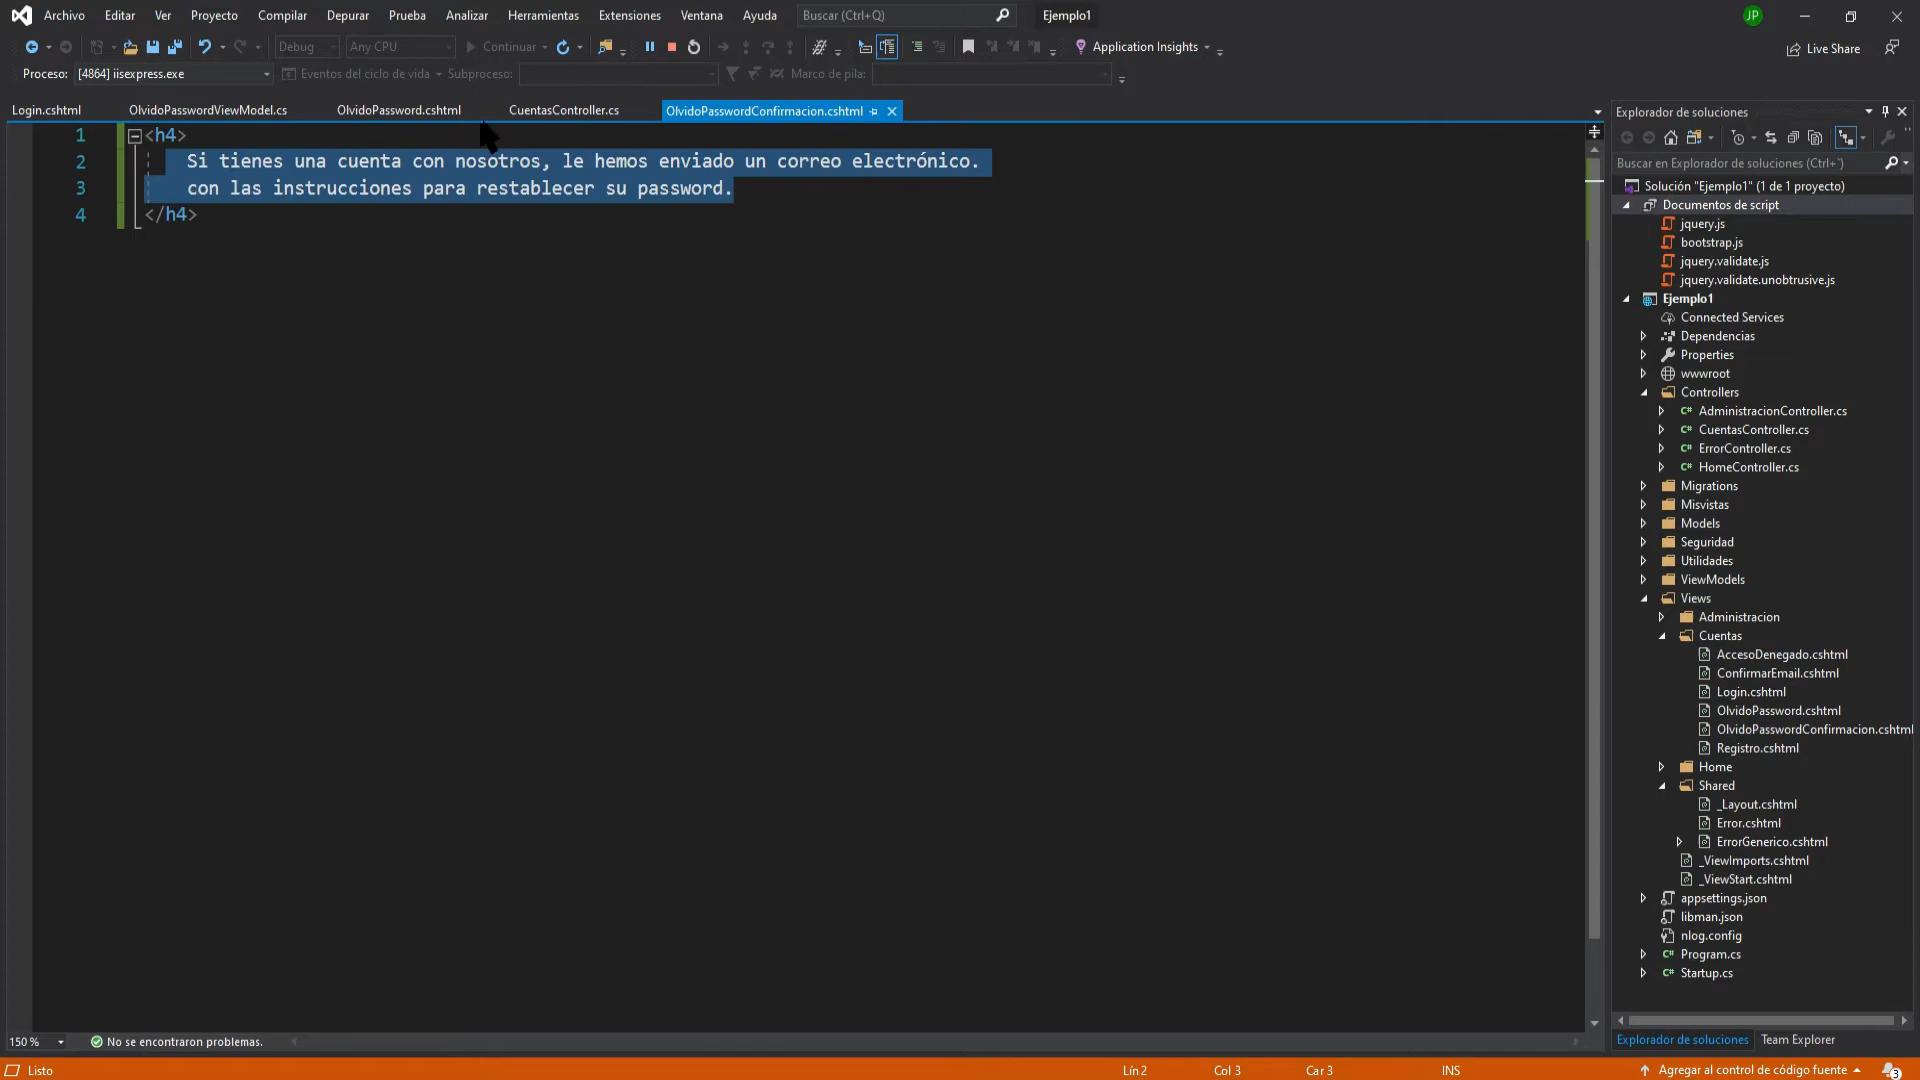 Archivo Editar Ver Proyecto Compilar Depurar Prueba Analizar Herramientas Extensiones Ventana Ayuda Buscar (Ctrl+Q) Ejemplo1 JP
Debug Any CPU Continuar Application Insights Live Share
Proceso: [4864] iisexpress.exe Eventos del ciclo de vida Subproceso: Marco de pila:
Login.cshtml OlvidoPasswordViewModel.cs OlvidoPassword.cshtml CuentasController.cs OlvidoPasswordConfirmacion.cshtml
1 <h4>
2 Si tienes una cuenta con nosotros, le hemos enviado un correo electrónico.
3 con las instrucciones para restablecer su password.
4 </h4>
Explorador de soluciones
Buscar en Explorador de soluciones (Ctrl+´)
Solución "Ejemplo1" (1 de 1 proyecto)
Documentos de script
jquery.js
bootstrap.js
jquery.validate.js
jquery.validate.unobtrusive.js
Ejemplo1
Connected Services
Dependencias
Properties
wwwroot
Controllers
C# AdministracionController.cs
C# CuentasController.cs
C# ErrorController.cs
C# HomeController.cs
Migrations
Misvistas
Models
Seguridad
Utilidades
ViewModels
Views
Administracion
Cuentas
AccesoDenegado.cshtml
ConfirmarEmail.cshtml
Login.cshtml
OlvidoPassword.cshtml
OlvidoPasswordConfirmacion.cshtml
Registro.cshtml
Home
Shared
_Layout.cshtml
Error.cshtml
ErrorGenerico.cshtml
_ViewImports.cshtml
_ViewStart.cshtml
appsettings.json
libman.json
nlog.config
C# Program.cs
C# Startup.cs
150 % No se encontraron problemas.
Explorador de soluciones Team Explorer
Listo Lín 2 Col 3 Car 3 INS Agregar al control de código fuente 3